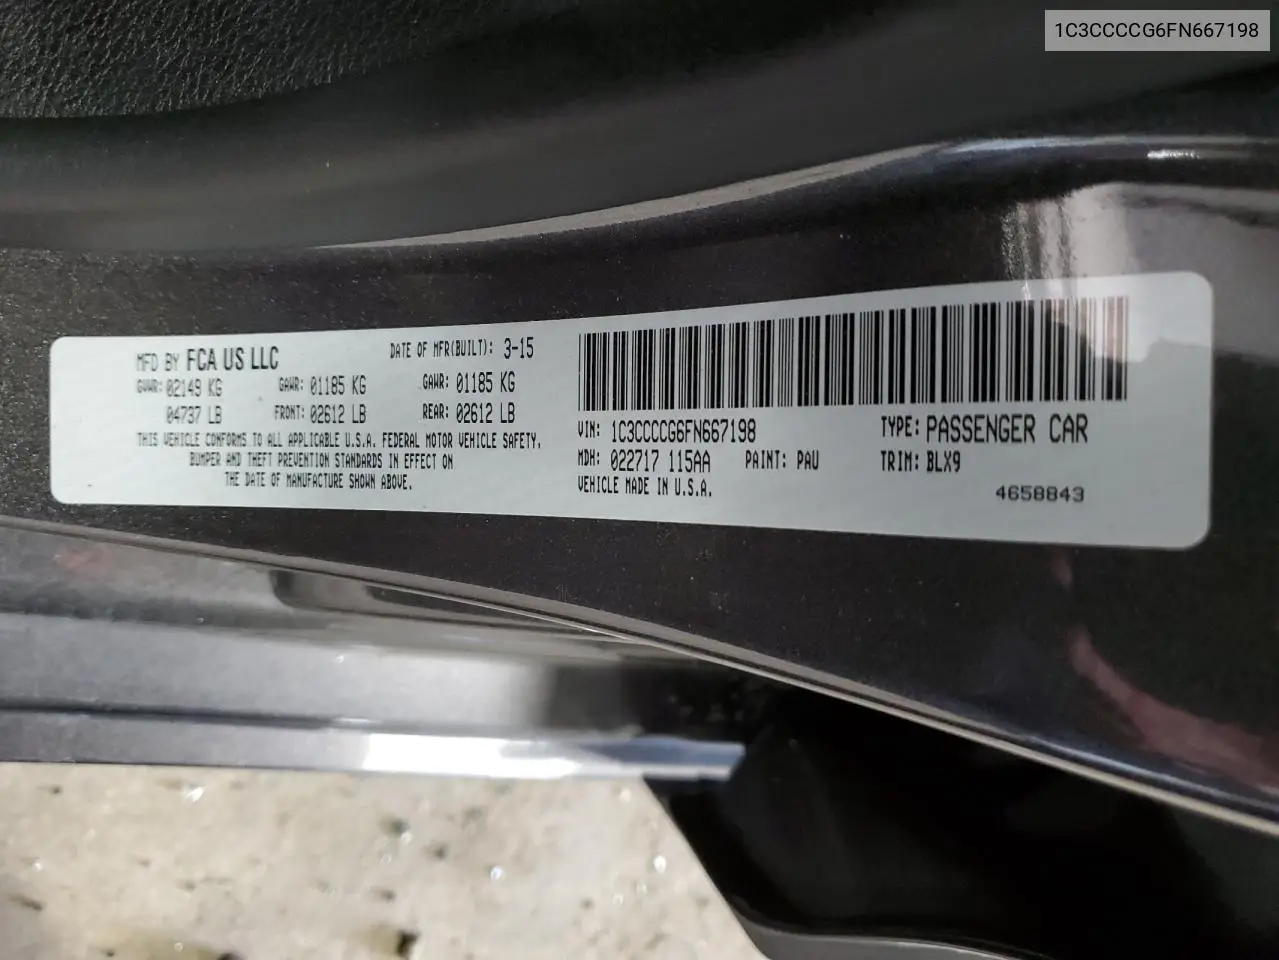 1C3CCCCG6FN667198
MFD BY FCA US LLC DATE OF MFR(BUILT): 3-15
GVWR: 02149 KG GAWR: 01185 KG GAWR: 01185 KG
04737 LB FRONT: 02612 LB REAR: 02612 LB
THIS VEHICLE CONFORMS TO ALL APPLICABLE U.S.A. FEDERAL MOTOR VEHICLE SAFETY,
BUMPER AND THEFT PREVENTION STANDARDS IN EFFECT ON
THE DATE OF MANUFACTURE SHOWN ABOVE.
VIN: 1C3CCCCG6FN667198 TYPE: PASSENGER CAR
MDH: 022717 115AA PAINT: PAU TRIM: BLX9
VEHICLE MADE IN U.S.A.
4658843